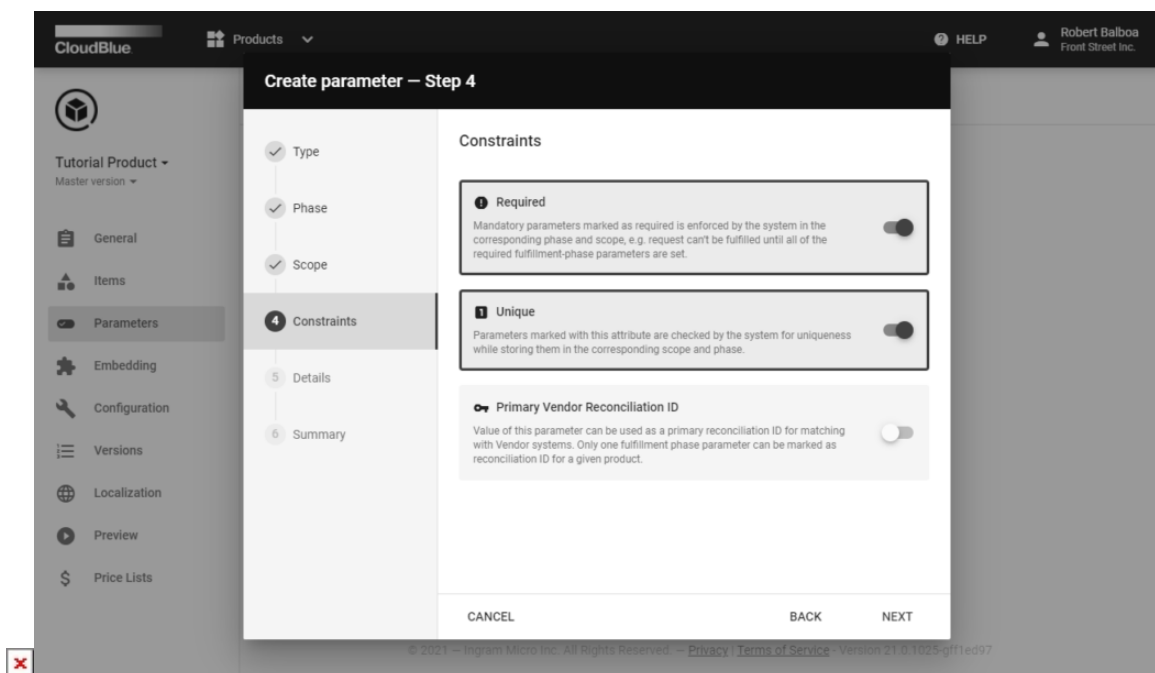 CloudBlue
Products
HELP
Robert Balboa
Front Street Inc.
Tutorial Product
Master version
General
Items
Parameters
Embedding
Configuration
Versions
Localization
Preview
Price Lists
Create parameter — Step 4
Type
Phase
Scope
4 Constraints
5 Details
6 Summary
Constraints
Required
Mandatory parameters marked as required is enforced by the system in the
corresponding phase and scope, e.g. request can't be fulfilled until all of the
required fulfillment-phase parameters are set.
1 Unique
Parameters marked with this attribute are checked by the system for uniqueness
while storing them in the corresponding scope and phase.
Primary Vendor Reconciliation ID
Value of this parameter can be used as a primary reconciliation ID for matching
with Vendor systems. Only one fulfillment phase parameter can be marked as
reconciliation ID for a given product.
CANCEL
BACK
NEXT
© 2021 — Ingram Micro Inc. All Rights Reserved. — Privacy | Terms of Service - Version 21.0.1025-gff1ed97